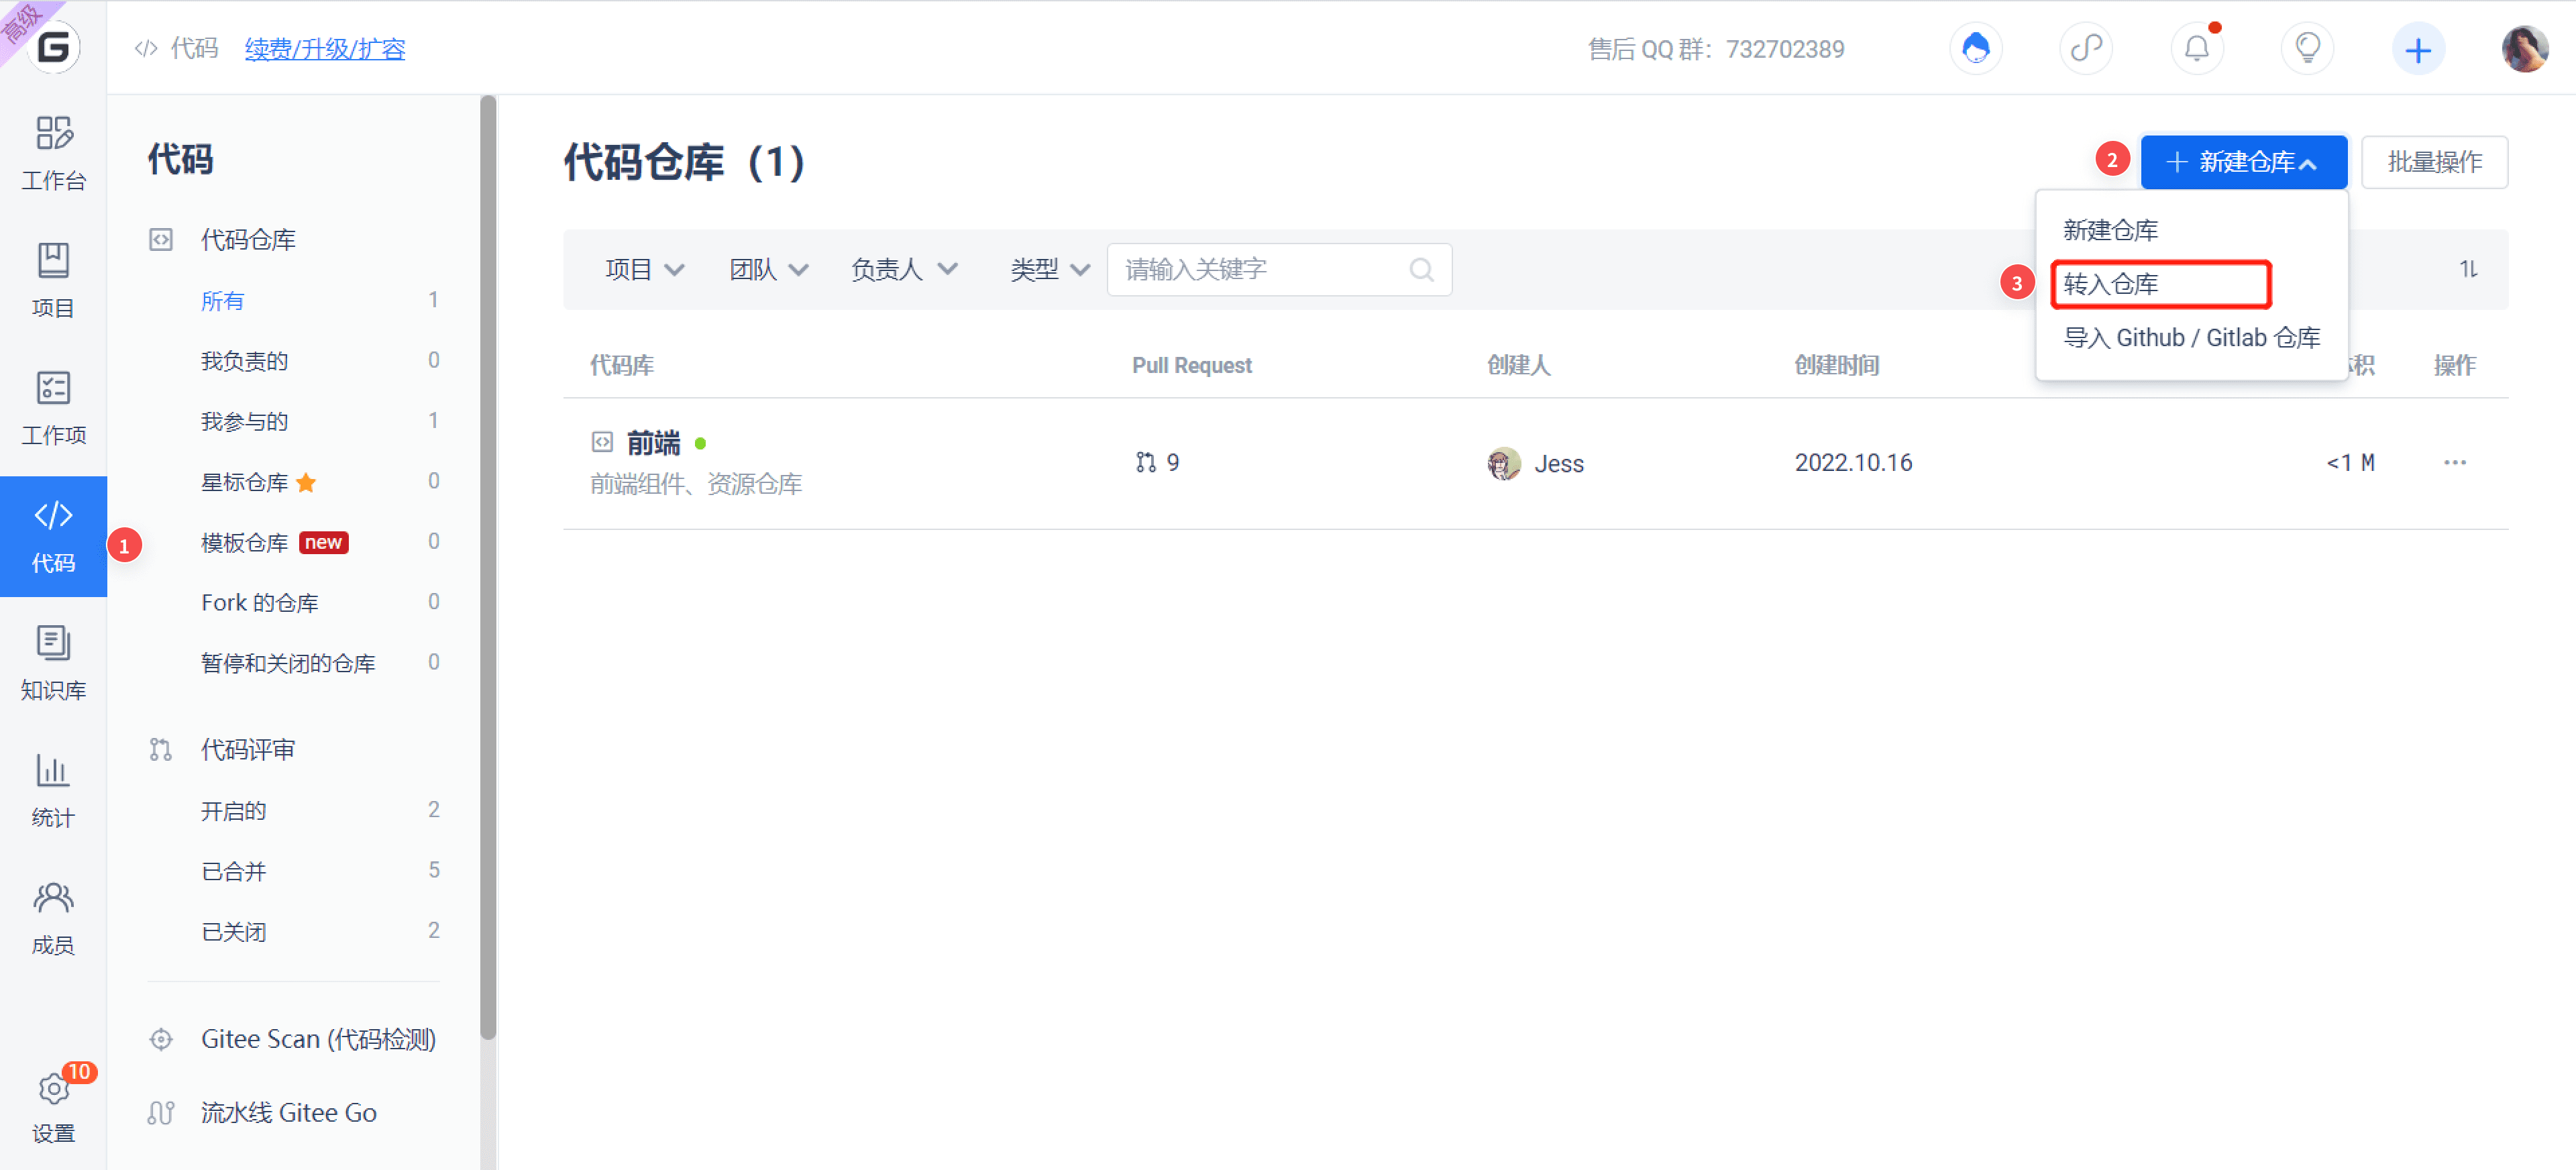 高级
代码 续费/升级/扩容
售后 QQ 群：732702389
工作台
项目
工作项
代码
1
知识库
统计
成员
10
设置
代码
代码仓库
所有 1
我负责的 0
我参与的 1
星标仓库 0
模板仓库 new 0
Fork 的仓库 0
暂停和关闭的仓库 0
代码评审
开启的 2
已合并 5
已关闭 2
Gitee Scan (代码检测)
流水线 Gitee Go
代码仓库（1）
2 新建仓库 批量操作
新建仓库
3 转入仓库
导入 Github / Gitlab 仓库
项目 团队 负责人 类型 请输入关键字
代码库 Pull Request 创建人 创建时间 积 操作
前端
前端组件、资源仓库
9 Jess 2022.10.16 <1 M